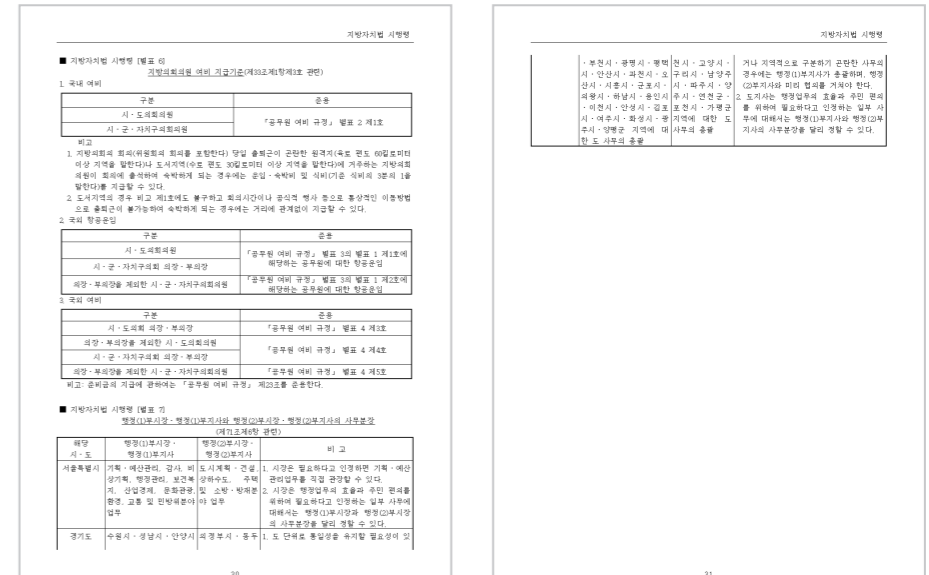 지방자치법 시행령
■ 지방자치법 시행령 [별표 6]
지방의회의원 여비 지급기준(제33조제1항제3호 관련)
1. 국내 여비
구분 준용
시ㆍ도의회의원 「공무원 여비 규정」 별표 2 제1호
시ㆍ군ㆍ자치구의회의원
비고
1. 지방의회의 회의(위원회의 회의를 포함한다) 당일 출퇴근이 곤란한 원격지(육로 편도 60킬로미터
이상 지역을 말한다)나 도서지역(수로 편도 30킬로미터 이상 지역을 말한다)에 거주하는 지방의회
의원이 회의에 출석하여 숙박하게 되는 경우에는 운임ㆍ숙박비 및 식비(기준 식비의 3분의 1을
말한다)를 지급할 수 있다.
2. 도서지역의 경우 비고 제1호에도 불구하고 회의시간이나 공식적 행사 등으로 통상적인 이동방법
으로 출퇴근이 불가능하여 숙박하게 되는 경우에는 거리에 관계없이 지급할 수 있다.
2. 국외 항공운임
구분 준용
시ㆍ도의회의원 「공무원 여비 규정」 별표 3의 별표 1 제1호에
시ㆍ군ㆍ자치구의회 의장ㆍ부의장 해당하는 공무원에 대한 항공운임
의장ㆍ부의장을 제외한 시ㆍ군ㆍ자치구의회의원 「공무원 여비 규정」 별표 3의 별표 1 제2호에
해당하는 공무원에 대한 항공운임
3. 국외 여비
구분 준용
시ㆍ도의회 의장ㆍ부의장 「공무원 여비 규정」 별표 4 제3호
의장ㆍ부의장을 제외한 시ㆍ도의회의원 「공무원 여비 규정」 별표 4 제4호
시ㆍ군ㆍ자치구의회 의장ㆍ부의장
의장ㆍ부의장을 제외한 시ㆍ군ㆍ자치구의회의원 「공무원 여비 규정」 별표 4 제5호
비고: 준비금의 지급에 관하여는 「공무원 여비 규정」 제23조를 준용한다.
■ 지방자치법 시행령 [별표 7]
행정(1)부시장ㆍ행정(1)부지사와 행정(2)부시장ㆍ행정(2)부지사의 사무분장
(제71조제6항 관련)
해당 시ㆍ도 행정(1)부시장ㆍ행정(1)부지사 행정(2)부시장ㆍ행정(2)부지사 비 고
서울특별시
기획ㆍ예산관리, 감사, 비
상기획, 행정관리, 보건복
지, 산업경제, 문화관광,
환경, 교통 및 민방위분야
업무
도시계획ㆍ건설,
상하수도, 주택
및 소방ㆍ방재분
야 업무
1. 시장은 필요하다고 인정하면 기획ㆍ예산
관리업무를 직접 관장할 수 있다.
2. 시장은 행정업무의 효율과 주민 편의를
위하여 필요하다고 인정하는 일부 사무에
대해서는 행정(1)부시장과 행정(2)부시장
의 사무분장을 달리 정할 수 있다.
경기도
수원시ㆍ성남시ㆍ안양시
의정부시ㆍ동두
1. 도 단위로 통일성을 유지할 필요성이 있
30
지방자치법 시행령
ㆍ부천시ㆍ광명시ㆍ평택
시ㆍ안산시ㆍ과천시ㆍ오
산시ㆍ시흥시ㆍ군포시ㆍ
의왕시ㆍ하남시ㆍ용인시
ㆍ이천시ㆍ안성시ㆍ김포
시ㆍ여주시ㆍ화성시ㆍ광
주시ㆍ양평군 지역에 대
한 도 사무의 총괄
천시ㆍ고양시ㆍ
구리시ㆍ남양주
시ㆍ파주시ㆍ양
주시ㆍ연천군ㆍ
포천시ㆍ가평군
지역에 대한 도
사무의 총괄
거나 지역적으로 구분하기 곤란한 사무의
경우에는 행정(1)부지사가 총괄하며, 행정
(2)부지사와 미리 협의를 거쳐야 한다.
2. 도지사는 행정업무의 효율과 주민 편의
를 위하여 필요하다고 인정하는 일부 사
무에 대해서는 행정(1)부지사와 행정(2)부
지사의 사무분장을 달리 정할 수 있다.
31